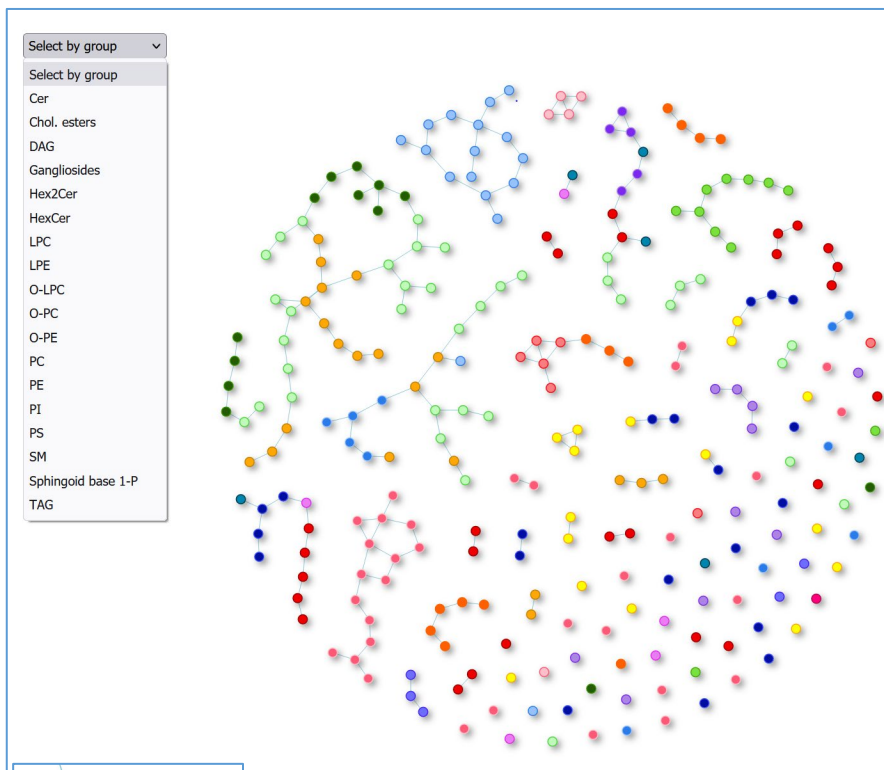 Select by group
Select by group
Cer
Chol. esters
DAG
Gangliosides
Hex2Cer
HexCer
LPC
LPE
O-LPC
O-PC
O-PE
PC
PE
PI
PS
SM
Sphingoid base 1-P
TAG